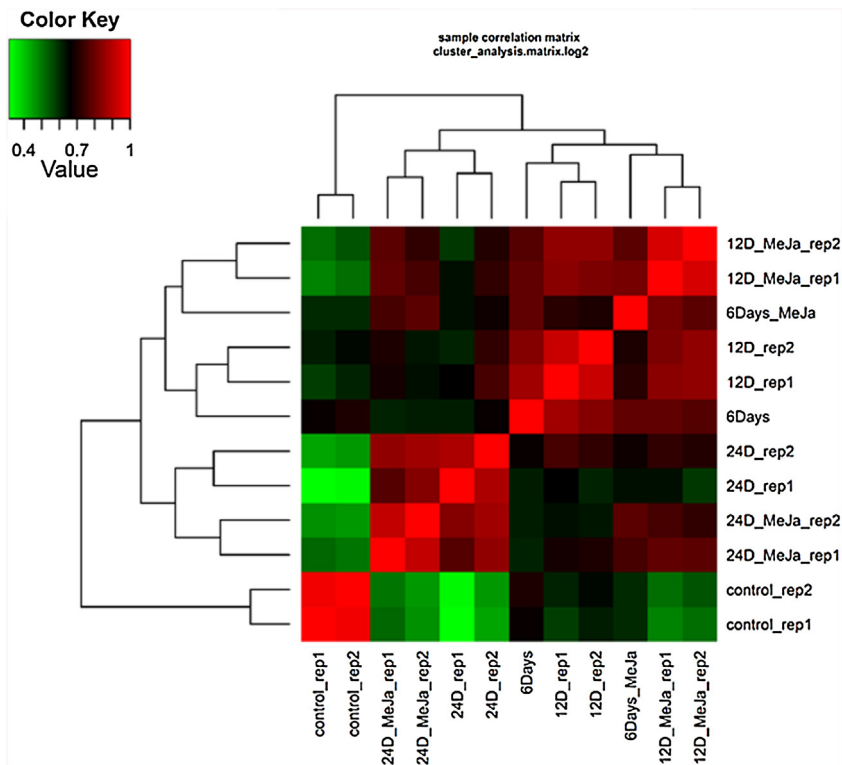 Color Key
0.4 0.7 1
Value
sample correlation matrix
cluster_analysis.matrix.log2
12D_MeJa_rep2
12D_MeJa_rep1
6Days_MeJa
12D_rep2
12D_rep1
6Days
24D_rep2
24D_rep1
24D_MeJa_rep2
24D_MeJa_rep1
control_rep2
control_rep1
control_rep1
control_rep2
24D_MeJa_rep1
24D_MeJa_rep2
24D_rep1
24D_rep2
6Days
12D_rep1
12D_rep2
6Days_MeJa
12D_MeJa_rep1
12D_MeJa_rep2